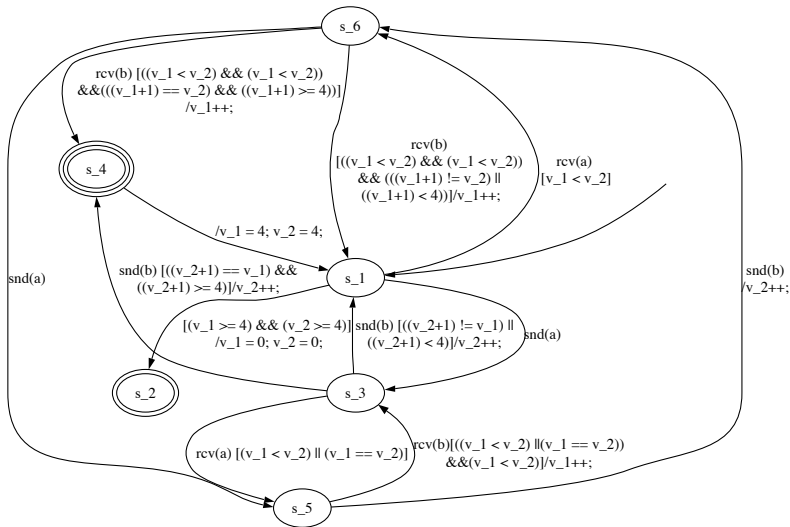 s_6
rcv(b) [((v_1 < v_2) && (v_1 < v_2))
&&(((v_1+1) == v_2) && ((v_1+1) >= 4))]
/v_1++;
rcv(b)
[((v_1 < v_2) && (v_1 < v_2))
&& (((v_1+1) != v_2) ||
((v_1+1) < 4))]/v_1++;
rcv(a)
[v_1 < v_2]
s_4
/v_1 = 4; v_2 = 4;
snd(a)
snd(b) [((v_2+1) == v_1) &&
((v_2+1) >= 4)]/v_2++;
s_1
snd(b)
/v_2++;
[(v_1 >= 4) && (v_2 >= 4)]
/v_1 = 0; v_2 = 0;
snd(b) [((v_2+1) != v_1) ||
((v_2+1) < 4)]/v_2++;
snd(a)
s_2
s_3
rcv(a) [(v_1 < v_2) || (v_1 == v_2)]
rcv(b)[((v_1 < v_2) ||(v_1 == v_2))
&&(v_1 < v_2)]/v_1++;
s_5